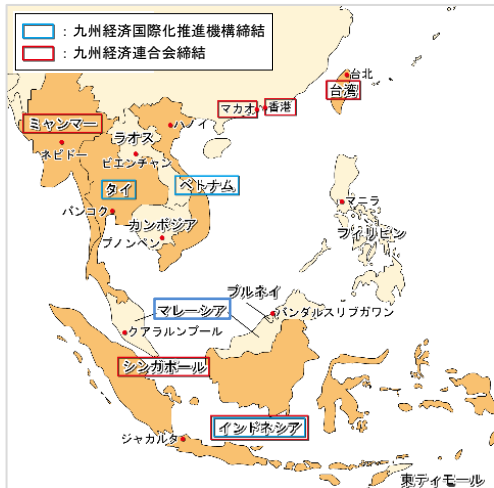 ：九州経済国際化推進機構締結
：九州経済連合会締結
台北
台湾
マカオ
香港
ミャンマー
ネピドー
ハノイ
ラオス
ビエンチャン
タイ
ベトナム
バンコク
カンボジア
プノンペン
マニラ
フィリピン
ブルネイ
バンダルスリブガワン
マレーシア
クアラルンプール
シンガポール
インドネシア
ジャカルタ
東ティモール